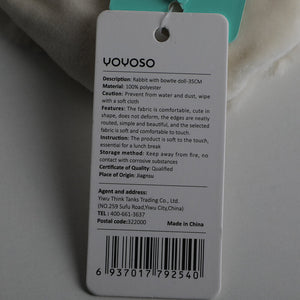 YOYOSO
Description: Rabbit with bowtie doll-35CM
Material: 100% polyester
Caution: Prevent from water and dust, wipe
with a soft cloth
Features: The fabric is comfortable, cute in
shape, does not deform, the edges are neatly
routed, simple and beautiful, and the selected
fabric is soft and comfortable to touch.
Instruction: The product is soft to the touch,
essential for lunch break
Storage method: Keep away from fire, no
contact with corrosive substances
Certificate of Quality: Qualified
Place of Origin: Jiagnsu
Agent and address:
Yiwu Think Tanks Trading Co., Ltd.
(NO.259 Sufu Road,Yiwu City,China)
TEL : 400-661-3637
Postal code:322000
Made in China
6 937017 792540